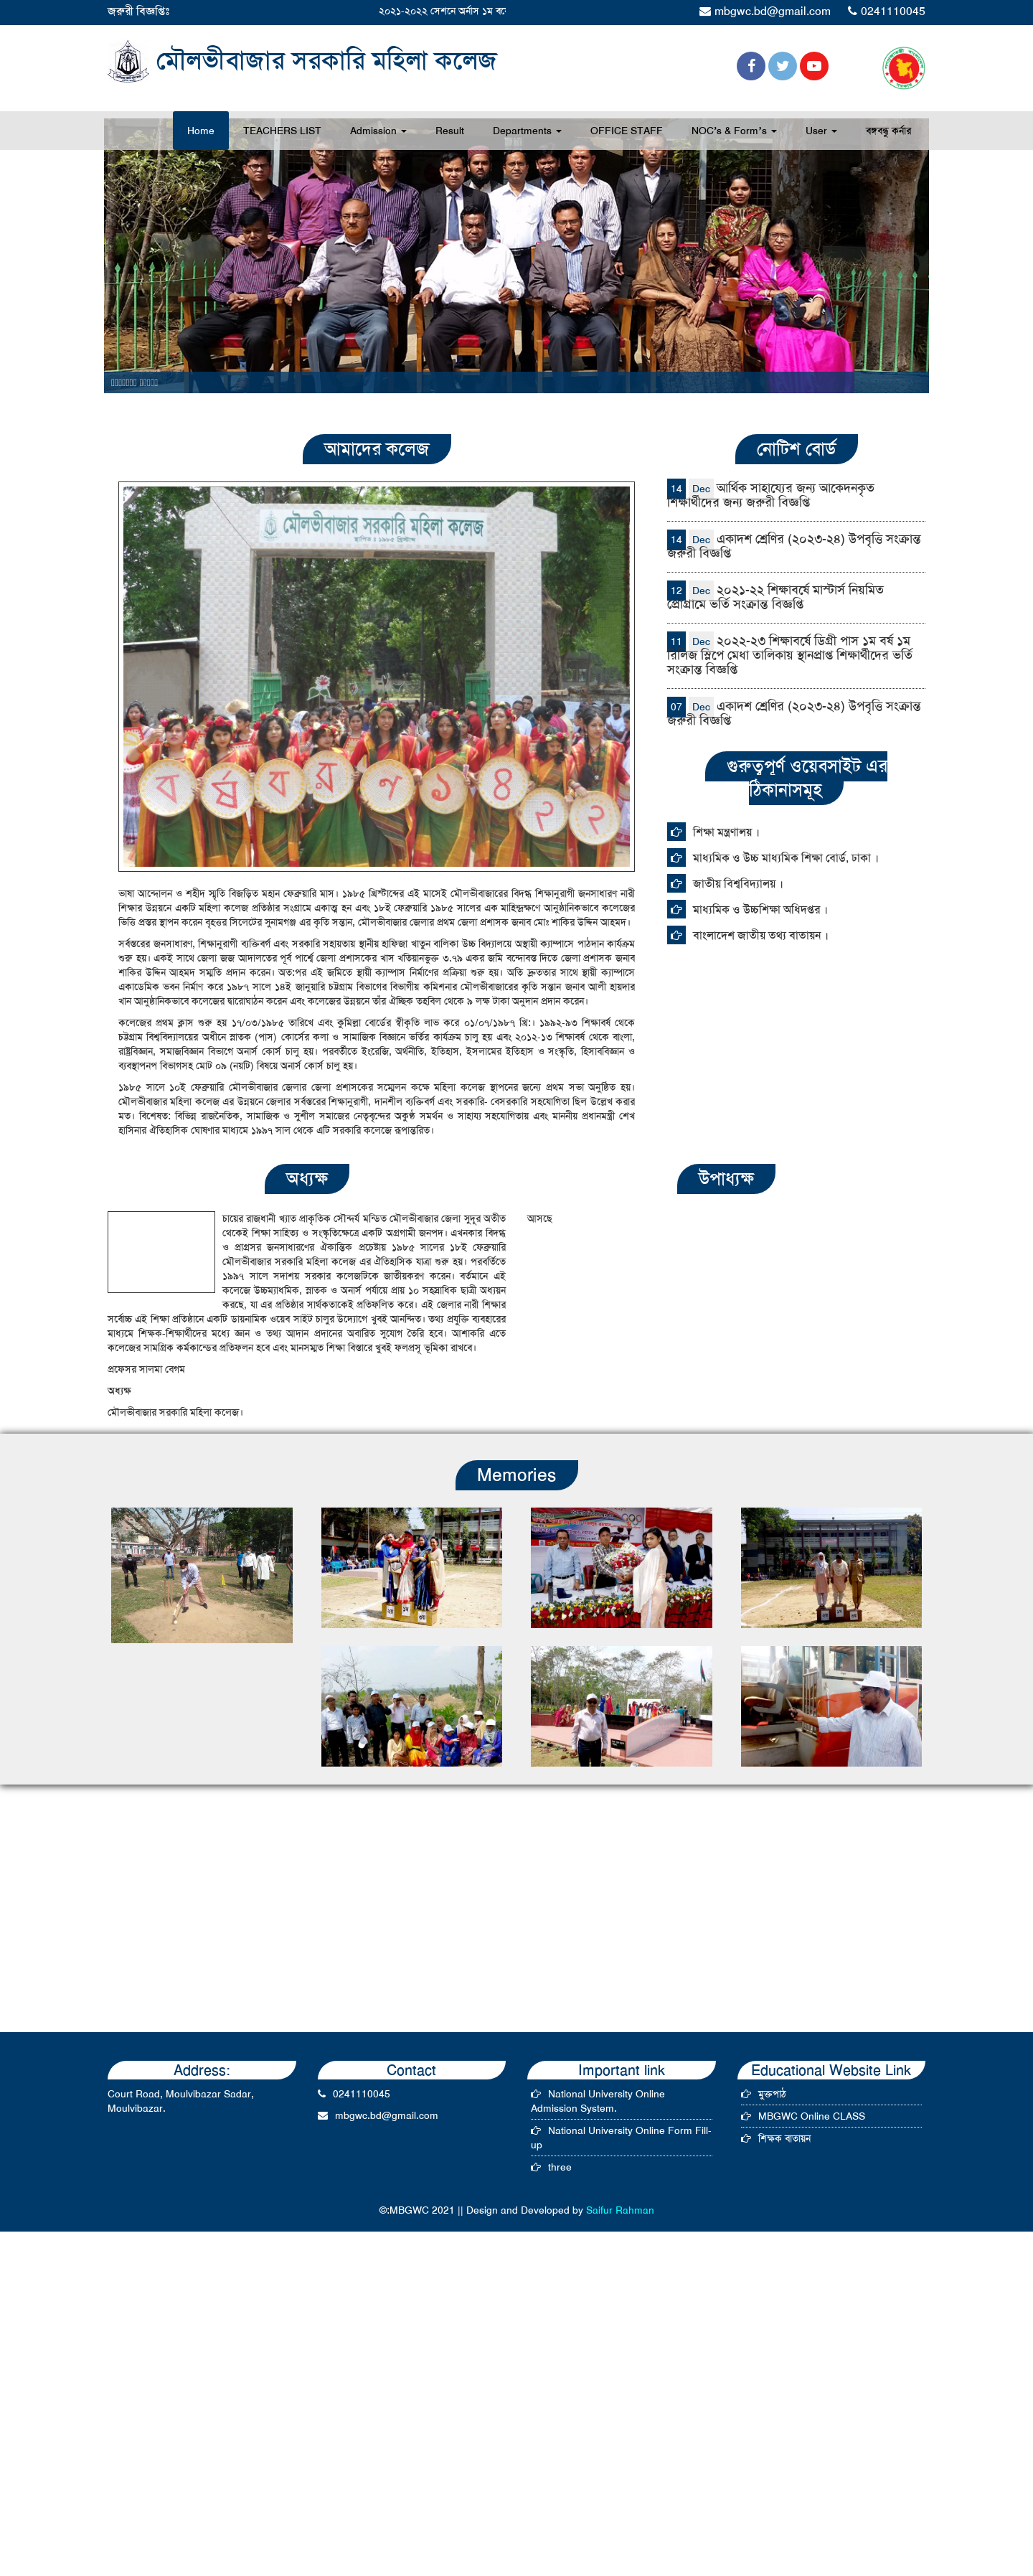 জরুরী বিজ্ঞপ্তিঃ
২০২১-২০২২ সেশনে অর্নাস ১ম
mbgwc.bd@gmail.com 0241110045
মৌলভীবাজার সরকারি মহিলা কলেজ
Home TEACHERS LIST Admission Result Departments OFFICE STAFF NOC's & Form's User বঙ্গবন্ধু কর্নার
আমাদের কলেজ
মৌলভীবাজার সরকারি মহিলা কলেজ
স্থাপিত ঃ ১৯৮৫ খ্রিস্টাব্দ
ব র্ষ ব র ণ ১ ৪ ২
ভাষা আন্দোলন ও শহীদ স্মৃতি বিজড়িত মহান ফেব্রুয়ারি মাস। ১৯৮৫ খ্রিস্টাব্দের এই মাসেই মৌলভীবাজারের বিদগ্ধ শিক্ষানুরাগী জনসাধারণ নারী
শিক্ষার উন্নয়নে একটি মহিলা কলেজ প্রতিষ্ঠার সংগ্রামে একাত্ম হন এবং ১৮ই ফেব্রুয়ারি ১৯৮৫ সালের এক মাহিন্দ্রক্ষণে আনুষ্ঠানিকভাবে কলেজের
ভিত্তি প্রস্তর স্থাপন করেন বৃহত্তর সিলেটের সুনামগঞ্জ এর কৃতি সন্তান, মৌলভীবাজার জেলার প্রথম জেলা প্রশাসক জনাব মোঃ শাকির উদ্দিন আহমদ।
সর্বস্তরের জনসাধারণ, শিক্ষানুরাগী ব্যক্তিবর্গ এবং সরকারি সহায়তায় স্থানীয় হাফিজা খাতুন বালিকা উচ্চ বিদ্যালয়ে অস্থায়ী ক্যাম্পাসে পাঠদান কার্যক্রম
শুরু হয়। একই সাথে জেলা জজ আদালতের পূর্ব পার্শ্বে জেলা প্রশাসকের খাস খতিয়ানভুক্ত ৩.৭৯ একর জমি বন্দোবস্ত দিতে জেলা প্রশাসক জনাব
শাকির উদ্দিন আহমদ সম্মতি প্রদান করেন। অত:পর এই জমিতে স্থায়ী ক্যাম্পাস নির্মাণের প্রক্রিয়া শুরু হয়। অতি দ্রুততার সাথে স্থায়ী ক্যাম্পাসে
একাডেমিক ভবন নির্মাণ করে ১৯৮৭ সালে ১৪ই জানুয়ারি চট্টগ্রাম বিভাগের বিভাগীয় কমিশনার মৌলভীবাজারের কৃতি সন্তান জনাব আলী হায়দার
খান আনুষ্ঠানিকভাবে কলেজের দ্বারোঘাঠন করেন এবং কলেজের উন্নয়নে তাঁর ঐচ্ছিক তহবিল থেকে ৯ লক্ষ টাকা অনুদান প্রদান করেন।
কলেজের প্রথম ক্লাস শুরু হয় ১৭/০৩/১৯৮৫ তারিখে এবং কুমিল্লা বোর্ডের স্বীকৃতি লাভ করে ০১/০৭/১৯৮৭ খ্রি:। ১৯৯২-৯৩ শিক্ষাবর্ষ থেকে
চট্টগ্রাম বিশ্ববিদ্যালয়ের অধীনে স্নাতক (পাস) কোর্সের কলা ও সামাজিক বিজ্ঞানে ভর্তির কার্যক্রম চালু হয় এবং ২০১২-১৩ শিক্ষাবর্ষ থেকে বাংলা,
রাষ্ট্রবিজ্ঞান, সমাজবিজ্ঞান বিভাগে অনার্স কোর্স চালু হয়। পরবর্তীতে ইংরেজি, অর্থনীতি, ইতিহাস, ইসলামের ইতিহাস ও সংস্কৃতি, হিসাববিজ্ঞান ও
ব্যবস্থাপনপ বিভাগসহ মোট ০৯ (নয়টি) বিষয়ে অনার্স কোর্স চালু হয়।
১৯৮৫ সালে ১০ই ফেব্রুয়ারি মৌলভীবাজার জেলার জেলা প্রশাসকের সম্মেলন কক্ষে মহিলা কলেজ স্থাপনের জন্যে প্রথম সভা অনুষ্ঠিত হয়।
মৌলভীবাজার মহিলা কলেজ এর উন্নয়নে জেলার সর্বস্তরের শিক্ষানুরাগী, দানশীল ব্যক্তিবর্গ এবং সরকারি- বেসরকারি সহযোগিতা ছিল উল্লেখ করার
মত। বিশেষত: বিভিন্ন রাজনৈতিক, সামাজিক ও সুশীল সমাজের নেতৃবৃন্দের অকুণ্ঠ সমর্থন ও সাহায্য সহযোগিতায় এবং মাননীয় প্রধানমন্ত্রী শেখ
হাসিনার ঐতিহাসিক ঘোষণার মাধ্যমে ১৯৯৭ সাল থেকে এটি সরকারি কলেজে রূপান্তরিত।
নোটিশ বোর্ড
14 Dec আর্থিক সাহায্যের জন্য আকেদনকৃত
শিক্ষার্থীদের জন্য জরুরী বিজ্ঞপ্তি
14 Dec একাদশ শ্রেণির (২০২৩-২৪) উপবৃত্তি সংক্রান্ত
জরুরী বিজ্ঞপ্তি
12 Dec ২০২১-২২ শিক্ষাবর্ষে মাস্টার্স নিয়মিত
প্রোগ্রামে ভর্তি সংক্রান্ত বিজ্ঞপ্তি
11 Dec ২০২২-২৩ শিক্ষাবর্ষে ডিগ্রী পাস ১ম বর্ষ ১ম
রিলিজ স্লিপে মেধা তালিকায় স্থানপ্রাপ্ত শিক্ষার্থীদের ভর্তি
সংক্রান্ত বিজ্ঞপ্তি
07 Dec একাদশ শ্রেণির (২০২৩-২৪) উপবৃত্তি সংক্রান্ত
জরুরী বিজ্ঞপ্তি
গুরুত্বপূর্ণ ওয়েবসাইট এর
ঠিকানাসমূহ
শিক্ষা মন্ত্রণালয় ।
মাধ্যমিক ও উচ্চ মাধ্যমিক শিক্ষা বোর্ড, ঢাকা ।
জাতীয় বিশ্ববিদ্যালয় ।
মাধ্যমিক ও উচ্চশিক্ষা অধিদপ্তর ।
বাংলাদেশ জাতীয় তথ্য বাতায়ন ।
অধ্যক্ষ
চায়ের রাজধানী খ্যাত প্রাকৃতিক সৌন্দর্য মন্ডিত মৌলভীবাজার জেলা সুদূর অতীত
থেকেই শিক্ষা সাহিত্য ও সংস্কৃতিক্ষেত্রে একটি অগ্রগামী জনপদ। এখনকার বিদগ্ধ
ও প্রাগ্রসর জনসাধারণের ঐকান্তিক প্রচেষ্টায় ১৯৮৫ সালের ১৮ই ফেব্রুয়ারি
মৌলভীবাজার সরকারি মহিলা কলেজ এর ঐতিহাসিক যাত্রা শুরু হয়। পরবর্তিতে
১৯৯৭ সালে সদাশয় সরকার কলেজটিকে জাতীয়করণ করেন। বর্তমানে এই
কলেজে উচ্চম্যাধমিক, স্নাতক ও অনার্স পর্যায়ে প্রায় ১০ সহস্রাধিক ছাত্রী অধ্যয়ন
করছে, যা এর প্রতিষ্ঠার সার্থকতাকেই প্রতিফলিত করে। এই জেলার নারী শিক্ষার
সর্বোচ্চ এই শিক্ষা প্রতিষ্ঠানে একটি ডায়নামিক ওয়েব সাইট চালুর উদ্যোগে খুবই আনন্দিত। তথ্য প্রযুক্তি ব্যবহারের
মাধ্যমে শিক্ষক-শিক্ষার্থীদের মধ্যে জ্ঞান ও তথ্য আদান প্রদানের অবারিত সুযোগ তৈরি হবে। আশাকরি এতে
কলেজের সামগ্রিক কর্মকান্ডের প্রতিফলন হবে এবং মানসম্মত শিক্ষা বিস্তারে খুবই ফলপ্রসূ ভূমিকা রাখবে।
প্রফেসর সালমা বেগম
অধ্যক্ষ
মৌলভীবাজার সরকারি মহিলা কলেজ।
উপাধ্যক্ষ
আসছে
Memories
Address:
Court Road, Moulvibazar Sadar,
Moulvibazar.
Contact
0241110045
mbgwc.bd@gmail.com
Important link
National University Online
Admission System.
National University Online Form Fill-
up
three
Educational Website Link
মুক্তপাঠ
MBGWC Online CLASS
শিক্ষক বাতায়ন
©:MBGWC 2021 || Design and Developed by Saifur Rahman